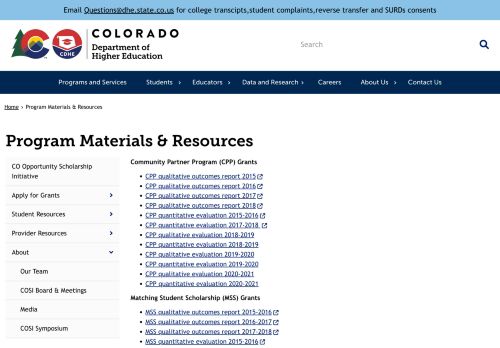 Email Questions@dhe.state.co.us for college transcipts,student complaints,reverse transfer and SURDs consents
C
CDHE
COLORADO
Department of
Higher Education
Search
Programs and Services
Students
Educators
Data and Research
Careers
About Us
Contact Us
Home > Program Materials & Resources
Program Materials & Resources
CO Opportunity Scholarship
Initiative
Apply for Grants
Student Resources
Provider Resources
About
Our Team
COSI Board & Meetings
Media
COSI Symposium
Community Partner Program (CPP) Grants
CPP qualitative outcomes report 2015
CPP qualitative outcomes report 2016
CPP qualitative outcomes report 2017
CPP qualitative outcomes report 2018
CPP quantitative evaluation 2015-2016
CPP quantitative evaluation 2017-2018
CPP qualitative evaluation 2018-2019
CPP quantitative evaluation 2018-2019
CPP qualitative evaluation 2019-2020
CPP quantitative evaluation 2019-2020
CPP qualitative evaluation 2020-2021
CPP quantitative evaluation 2020-2021
Matching Student Scholarship (MSS) Grants
MSS qualitative outcomes report 2015-2016
MSS qualitative outcomes report 2016-2017
MSS qualitative outcomes report 2017-2018
MSS quantitative evaluation 2015-2016